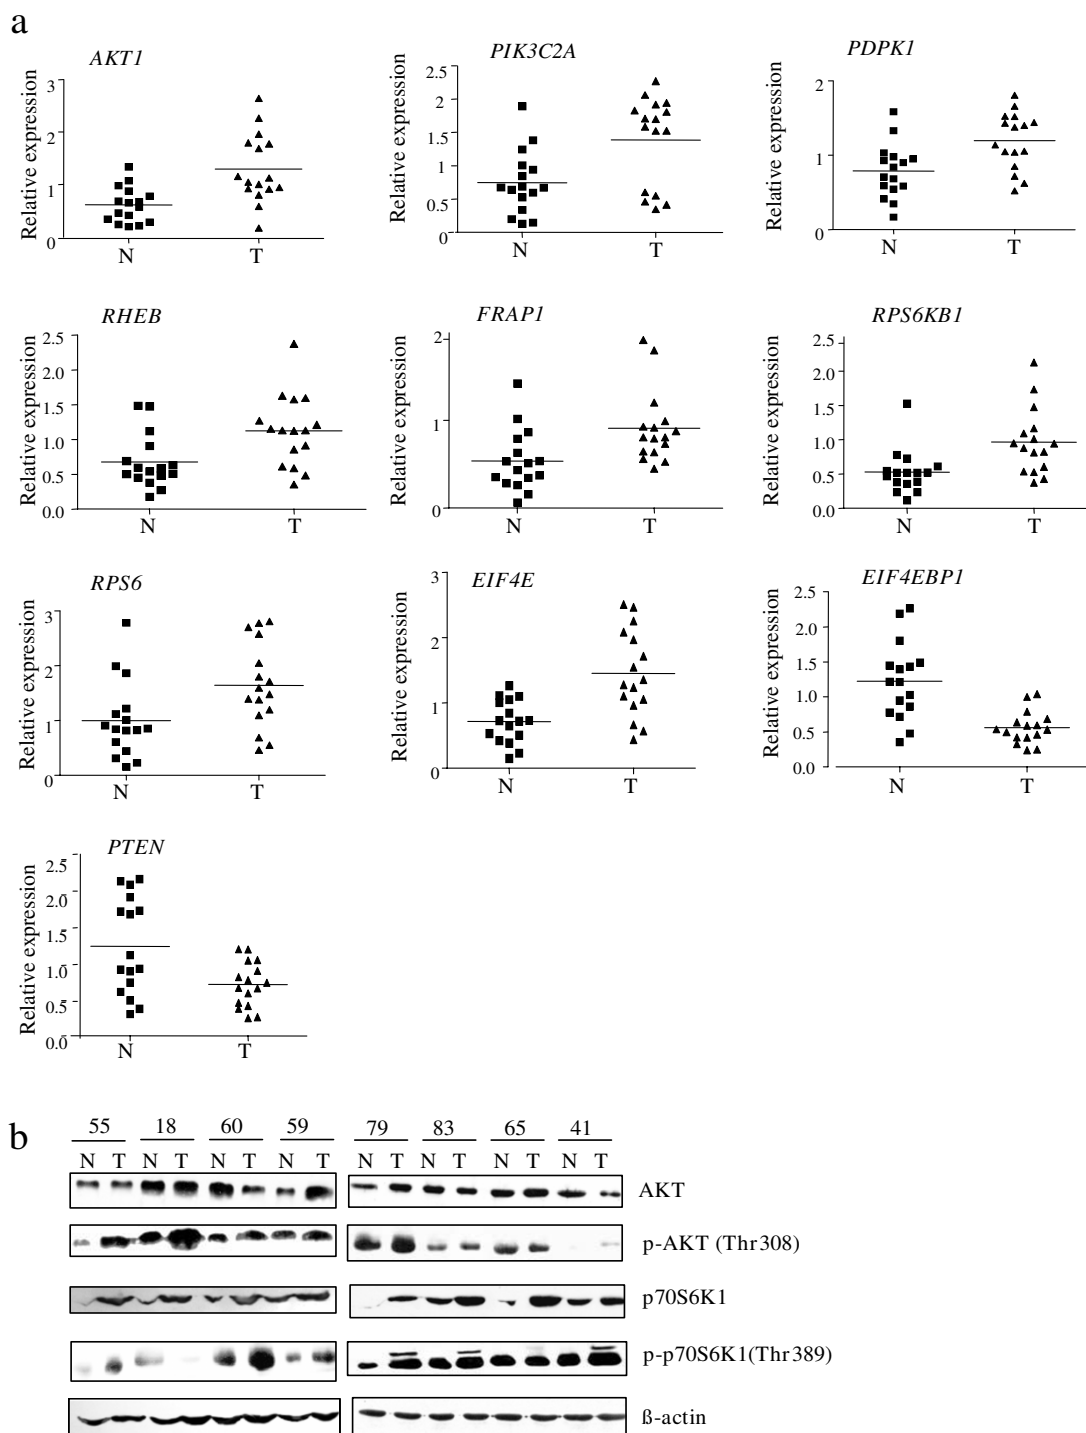 a
AKT1
Relative expression
3
2
1
0
N T
PIK3C2A
Relative expression
2.5
2
1.5
1
0.5
0
N T
PDPK1
Relative expression
2
1
0
N T
RHEB
Relative expression
2.5
2.0
1.5
1.0
0.5
0.0
N T
FRAP1
Relative expression
2
1
0
N T
RPS6KB1
Relative expression
2.5
2.0
1.5
1.0
0.5
0.0
N T
RPS6
Relative expression
3
2
1
0
N T
EIF4E
Relative expression
3
2
1
0
N T
EIF4EBP1
Relative expression
2.5
2.0
1.5
1.0
0.5
0.0
N T
PTEN
Relative expression
2.5
2.0
1.5
1.0
0.5
0.0
N T
b
55 18 60 59 79 83 65 41
N T N T N T N T N T N T N T N T
AKT
p-AKT (Thr308)
p70S6K1
p-p70S6K1(Thr389)
ß-actin